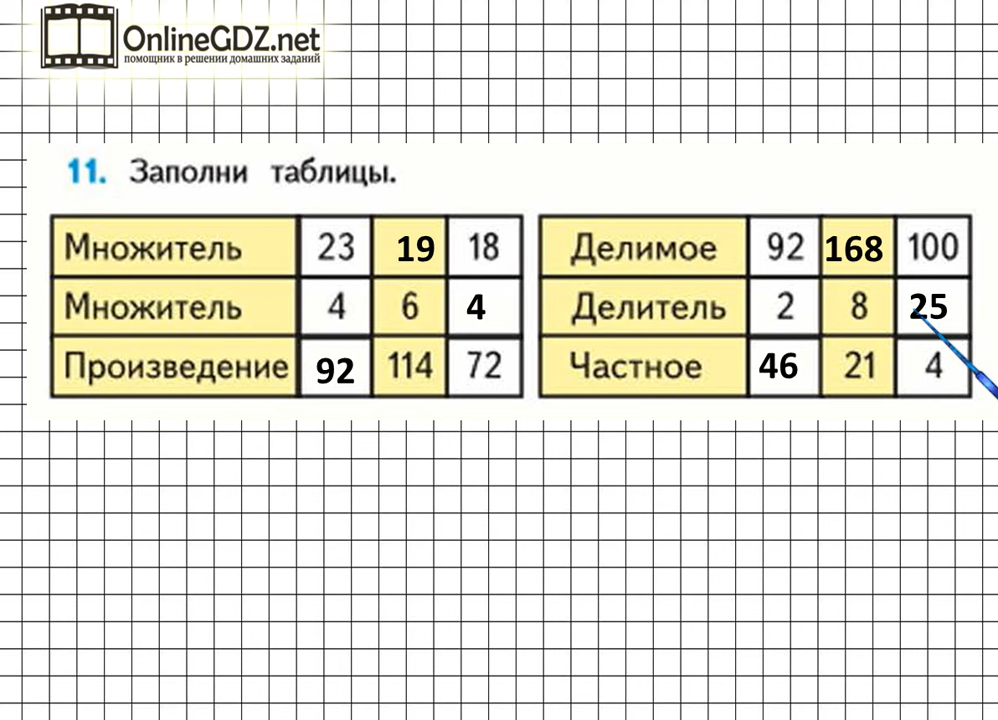 OnlineGDZ.net
помощник в решении домашних заданий
11. Заполни таблицы.
Множитель 23 19 18
Множитель 4 6 4
Произведение 92 114 72
Делимое 92 168 100
Делитель 2 8 25
Частное 46 21 4